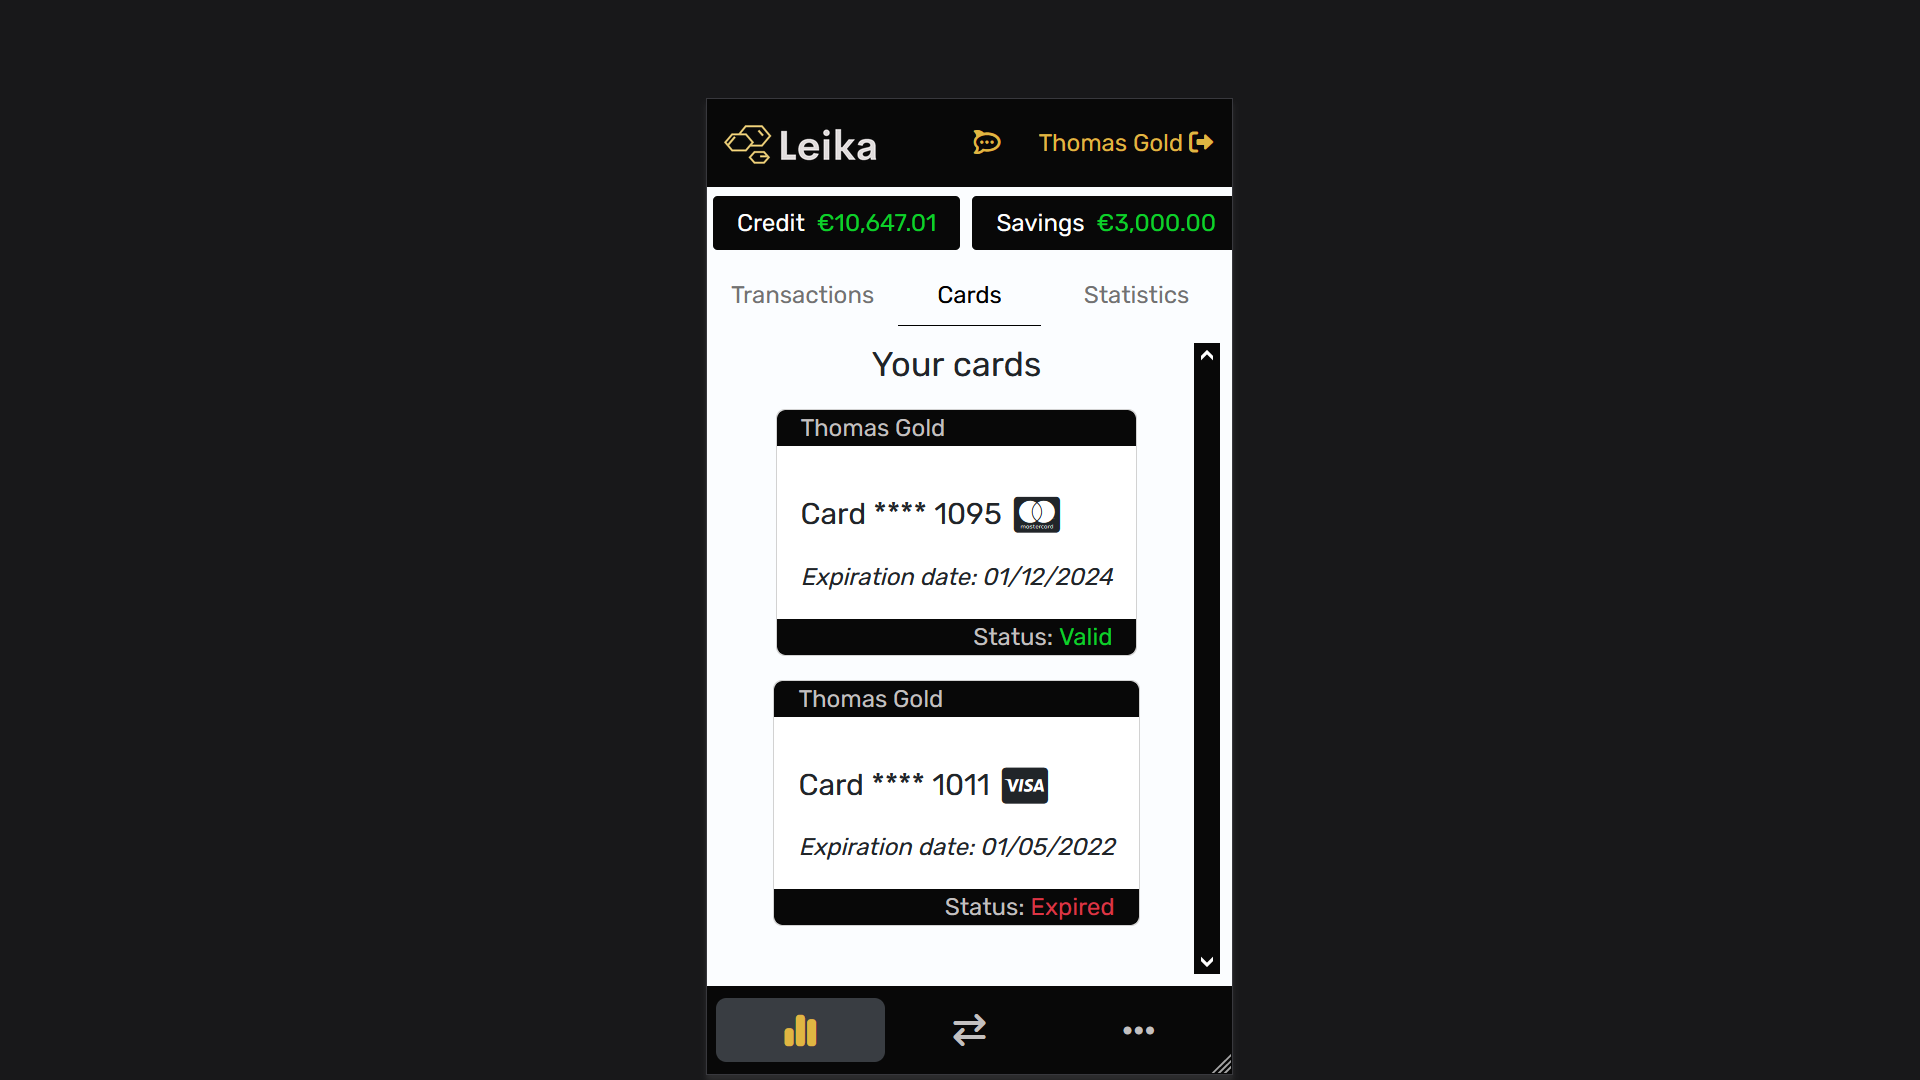 Leika
Thomas Gold
Credit €10,647.01
Savings €3,000.00
Transactions
Cards
Statistics
Your cards
Thomas Gold
Card **** 1095
mastercard
Expiration date: 01/12/2024
Status: Valid
Thomas Gold
Card **** 1011
VISA
Expiration date: 01/05/2022
Status: Expired